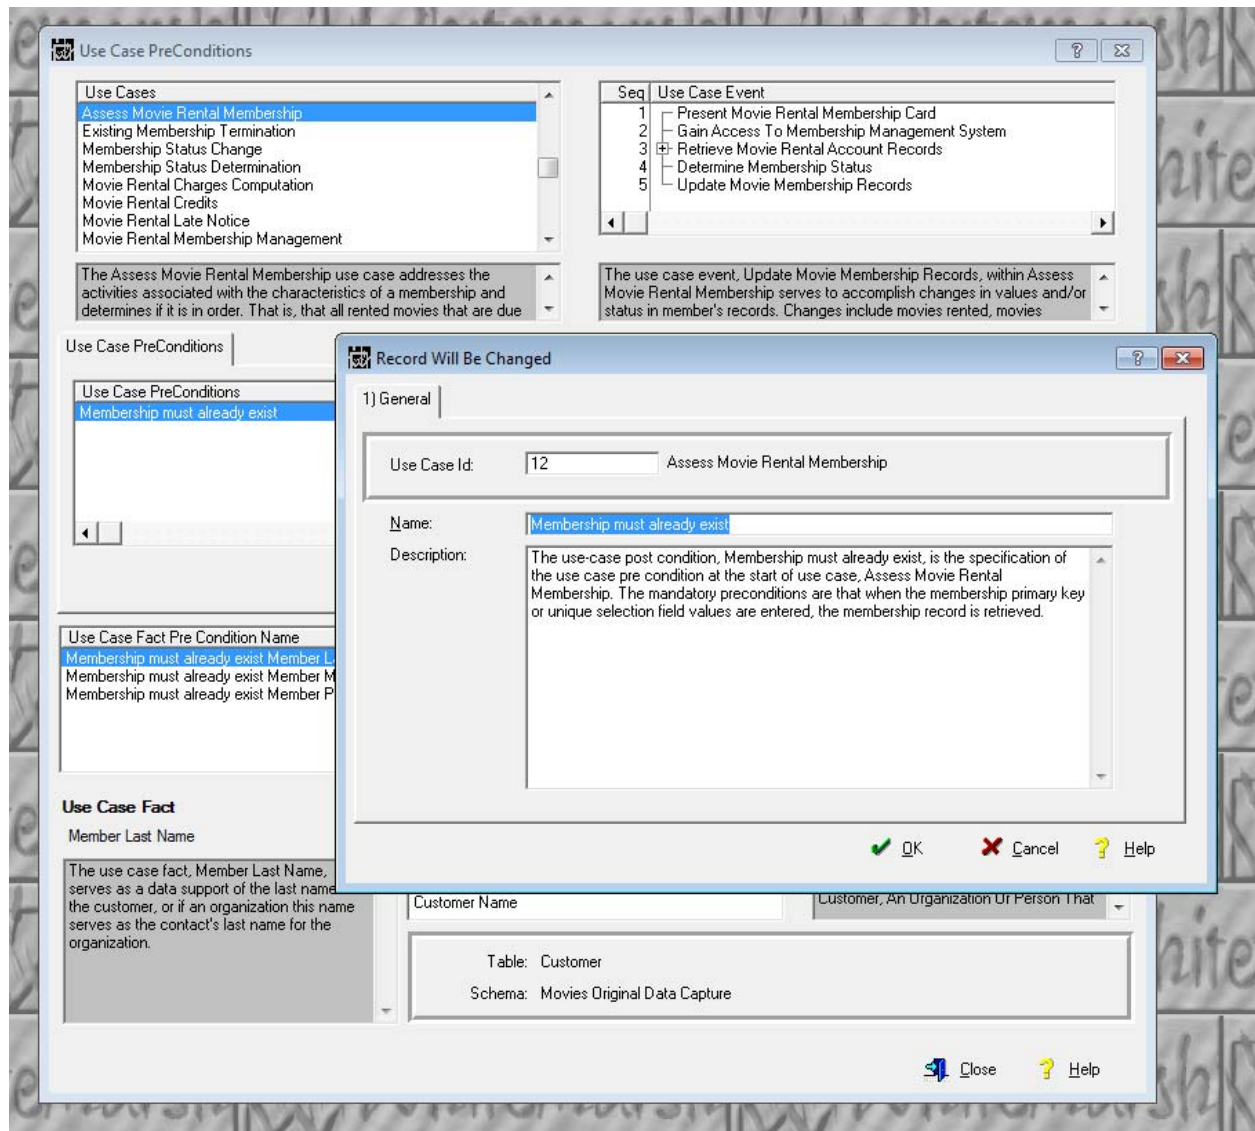 Use Case PreConditions
Use Cases
Assess Movie Rental Membership
Existing Membership Termination
Membership Status Change
Membership Status Determination
Movie Rental Charges Computation
Movie Rental Credits
Movie Rental Late Notice
Movie Rental Membership Management
Seq Use Case Event
1 Present Movie Rental Membership Card
2 Gain Access To Membership Management System
3 Retrieve Movie Rental Account Records
4 Determine Membership Status
5 Update Movie Membership Records
The Assess Movie Rental Membership use case addresses the
activities associated with the characteristics of a membership and
determines if it is in order. That is, that all rented movies that are due
The use case event, Update Movie Membership Records, within Assess
Movie Rental Membership serves to accomplish changes in values and/or
status in member's records. Changes include movies rented, movies
Use Case PreConditions
Use Case PreConditions
Membership must already exist
Record Will Be Changed
1) General
Use Case Id: 12 Assess Movie Rental Membership
Name: Membership must already exist
Description: The use-case post condition, Membership must already exist, is the specification of
the use case pre condition at the start of use case, Assess Movie Rental
Membership. The mandatory preconditions are that when the membership primary key
or unique selection field values are entered, the membership record is retrieved.
OK Cancel Help
Use Case Fact Pre Condition Name
Membership must already exist Member L
Membership must already exist Member M
Membership must already exist Member P
Use Case Fact
Member Last Name
The use case fact, Member Last Name,
serves as a data support of the last name
the customer, or if an organization this name
serves as the contact's last name for the
organization.
Customer Name
Customer, An Organization Or Person That
Table: Customer
Schema: Movies Original Data Capture
Close Help